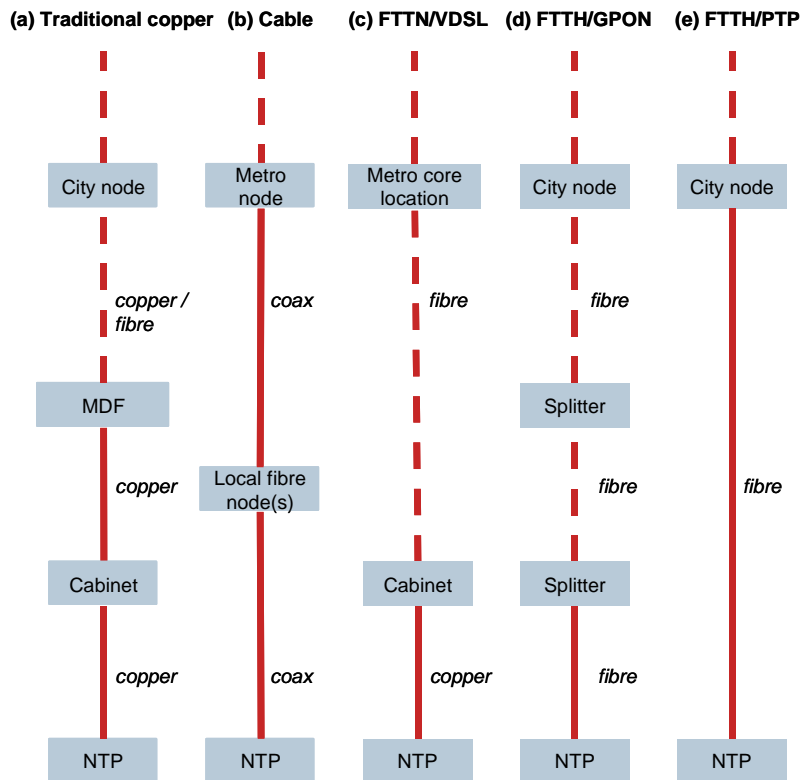 (a) Traditional copper (b) Cable (c) FTTN/VDSL (d) FTTH/GPON (e) FTTH/PTP
City node
Metro
node
Metro core
location
City node
City node
copper /
fibre
coax
fibre
fibre
MDF
Splitter
copper
Local fibre
node(s)
fibre
fibre
Cabinet
Cabinet
Splitter
copper
coax
copper
fibre
NTP
NTP
NTP
NTP
NTP